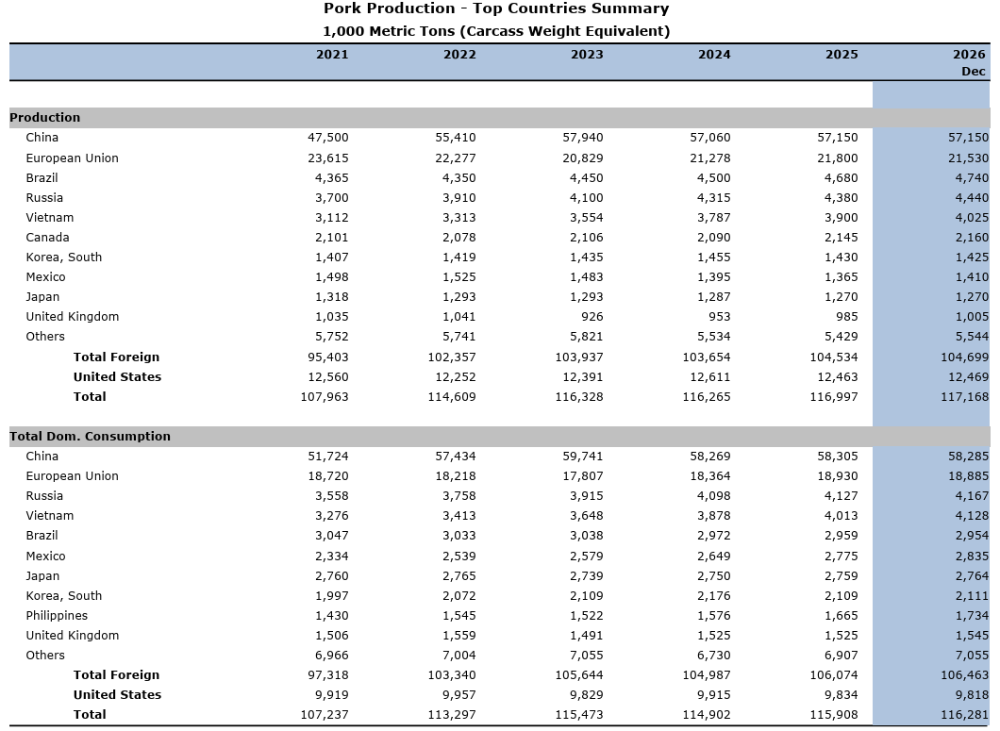 Pork Production - Top Countries Summary
1,000 Metric Tons (Carcass Weight Equivalent)
2021 2022 2023 2024 2025 2026
Dec
Production
China 47,500 55,410 57,940 57,060 57,150 57,150
European Union 23,615 22,277 20,829 21,278 21,800 21,530
Brazil 4,365 4,350 4,450 4,500 4,680 4,740
Russia 3,700 3,910 4,100 4,315 4,380 4,440
Vietnam 3,112 3,313 3,554 3,787 3,900 4,025
Canada 2,101 2,078 2,106 2,090 2,145 2,160
Korea, South 1,407 1,419 1,435 1,455 1,430 1,425
Mexico 1,498 1,525 1,483 1,395 1,365 1,410
Japan 1,318 1,293 1,293 1,287 1,270 1,270
United Kingdom 1,035 1,041 926 953 985 1,005
Others 5,752 5,741 5,821 5,534 5,429 5,544
Total Foreign 95,403 102,357 103,937 103,654 104,534 104,699
United States 12,560 12,252 12,391 12,611 12,463 12,469
Total 107,963 114,609 116,328 116,265 116,997 117,168
Total Dom. Consumption
China 51,724 57,434 59,741 58,269 58,305 58,285
European Union 18,720 18,218 17,807 18,364 18,930 18,885
Russia 3,558 3,758 3,915 4,098 4,127 4,167
Vietnam 3,276 3,413 3,648 3,878 4,013 4,128
Brazil 3,047 3,033 3,038 2,972 2,959 2,954
Mexico 2,334 2,539 2,579 2,649 2,775 2,835
Japan 2,760 2,765 2,739 2,750 2,759 2,764
Korea, South 1,997 2,072 2,109 2,176 2,109 2,111
Philippines 1,430 1,545 1,522 1,576 1,665 1,734
United Kingdom 1,506 1,559 1,491 1,525 1,525 1,545
Others 6,966 7,004 7,055 6,730 6,907 7,055
Total Foreign 97,318 103,340 105,644 104,987 106,074 106,463
United States 9,919 9,957 9,829 9,915 9,834 9,818
Total 107,237 113,297 115,473 114,902 115,908 116,281